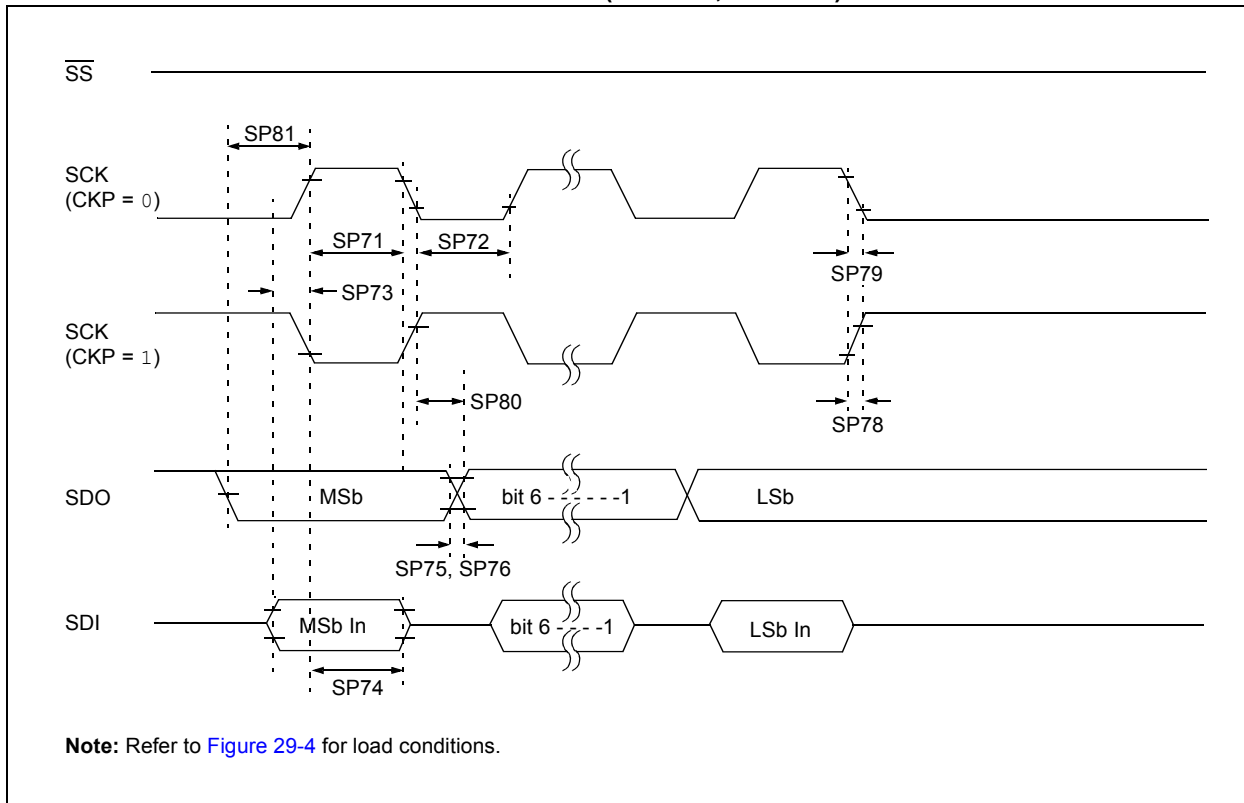 SS
SP81
SCK
(CKP = 0)
SP71
SP72
SP79
SP73
SCK
(CKP = 1)
SP80
SP78
SDO
MSb
bit 6 - - - - - -1
LSb
SP75, SP76
SDI
MSb In
bit 6 - - - -1
LSb In
SP74
Note: Refer to Figure 29-4 for load conditions.